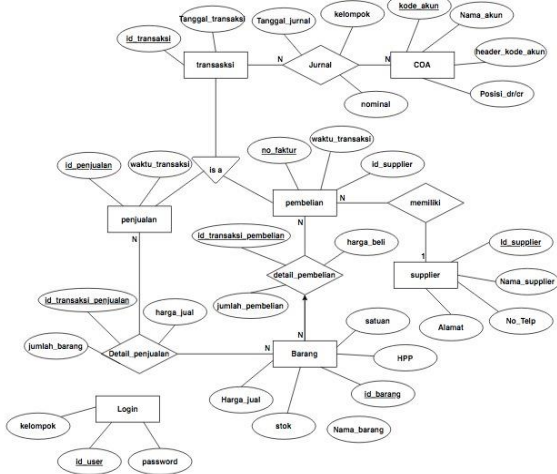 Tanggal_transaksi
id_transaksi
transasksi
Tanggal_jurnal
kelompok
N
Jurnal
N
nominal
kode_akun
Nama_akun
COA
header_kode_akun
Posisi_dr/cr
is a
id_penjualan
waktu_transaksi
penjualan
N
no_faktur
waktu_transaksi
id_supplier
pembelian
N
N
memiliki
1
supplier
Id_supplier
Nama_supplier
No_Telp
Alamat
id_transaksi_pembelian
harga_beli
detail_pembelian
jumlah_pembelian
N
id_transaksi_penjualan
harga_jual
jumlah_barang
Detail_penjualan
N
Barang
satuan
HPP
id_barang
Nama_barang
stok
Harga_jual
Login
kelompok
id_user
password